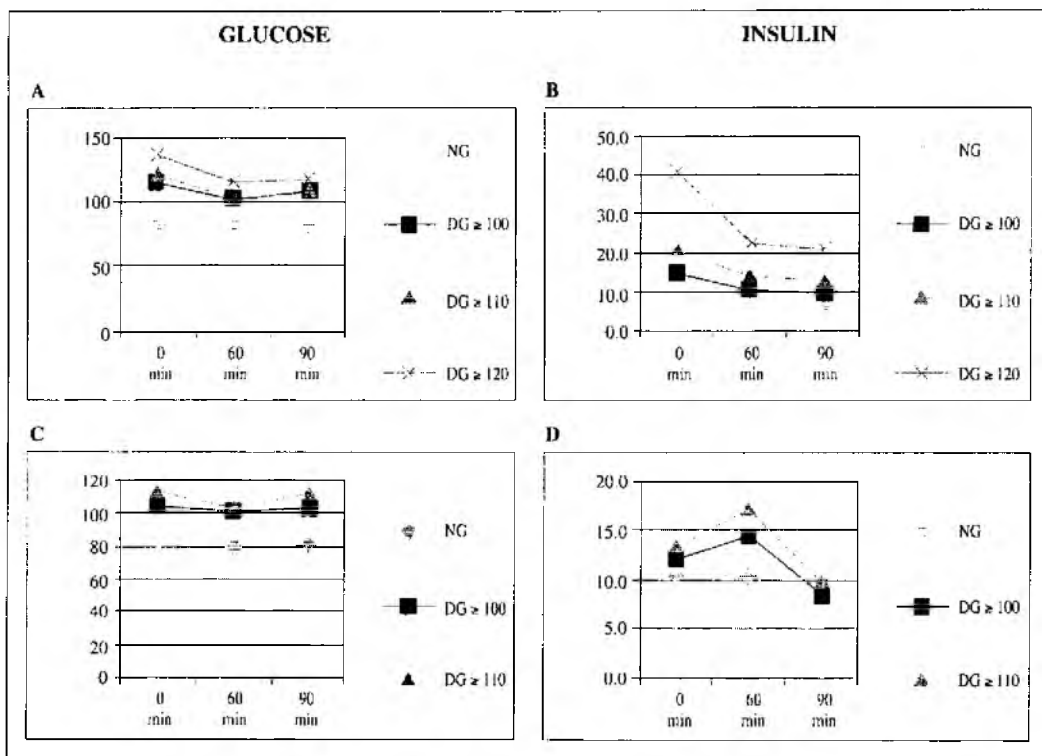 GLUCOSE
INSULIN
A
150
100
50
0
0
min
60
min
90
min
NG
DG ≥ 100
DG ≥ 110
DG ≥ 120
B
50.0
40.0
30.0
20.0
10.0
0.0
0
min
60
min
90
min
NG
DG ≥ 100
DG ≥ 110
DG ≥ 120
C
120
100
80
60
40
20
0
0
min
60
min
90
min
NG
DG ≥ 100
DG ≥ 110
D
20.0
15.0
10.0
5.0
0.0
0
min
60
min
90
min
NG
DG ≥ 100
DG ≥ 110